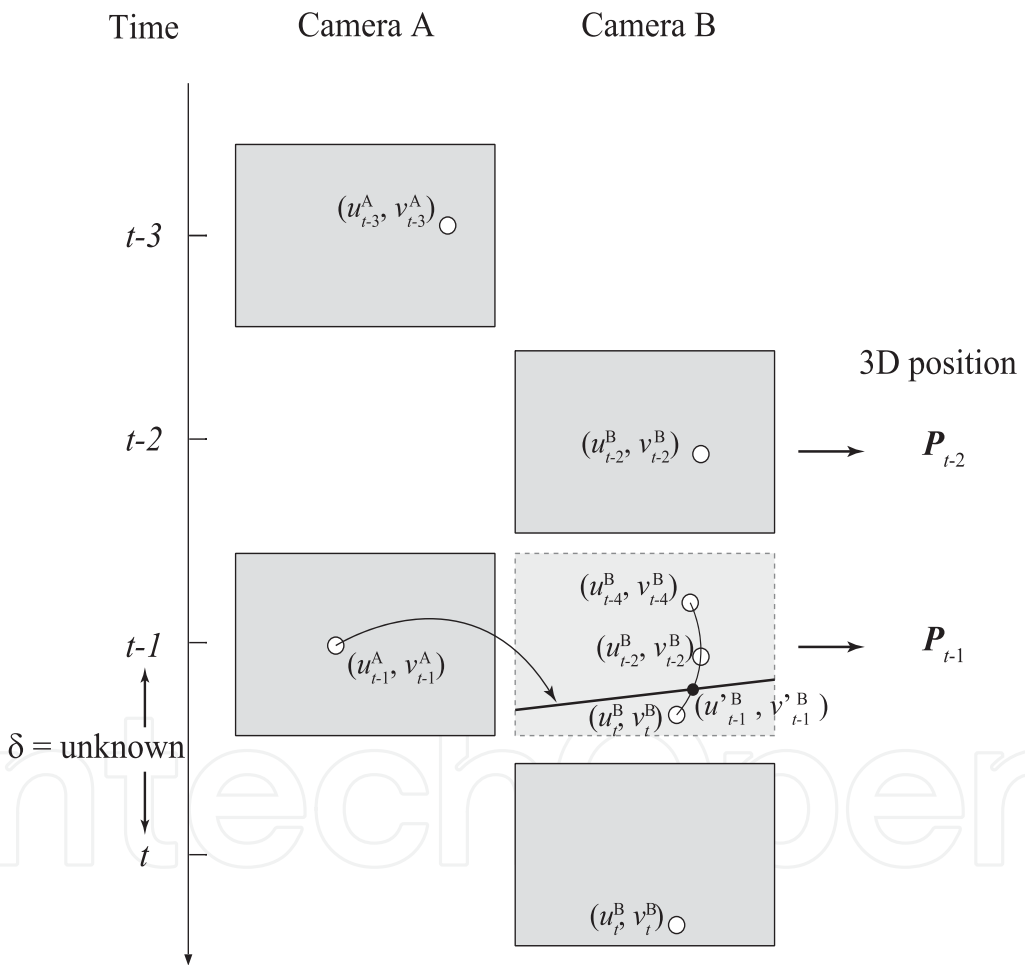 Time Camera A Camera B
(u^A_{t-3}, v^A_{t-3})
t-3
3D position
t-2
(u^B_{t-2}, v^B_{t-2})
P_{t-2}
(u^B_{t-4}, v^B_{t-4})
t-1
(u^A_{t-1}, v^A_{t-1})
(u^B_{t-2}, v^B_{t-2})
P_{t-1}
(u^B_t, v^B_t)
(u'^B_{t-1}, v'^B_{t-1})
δ = unknown
ntechOpen
t
(u^B_t, v^B_t)